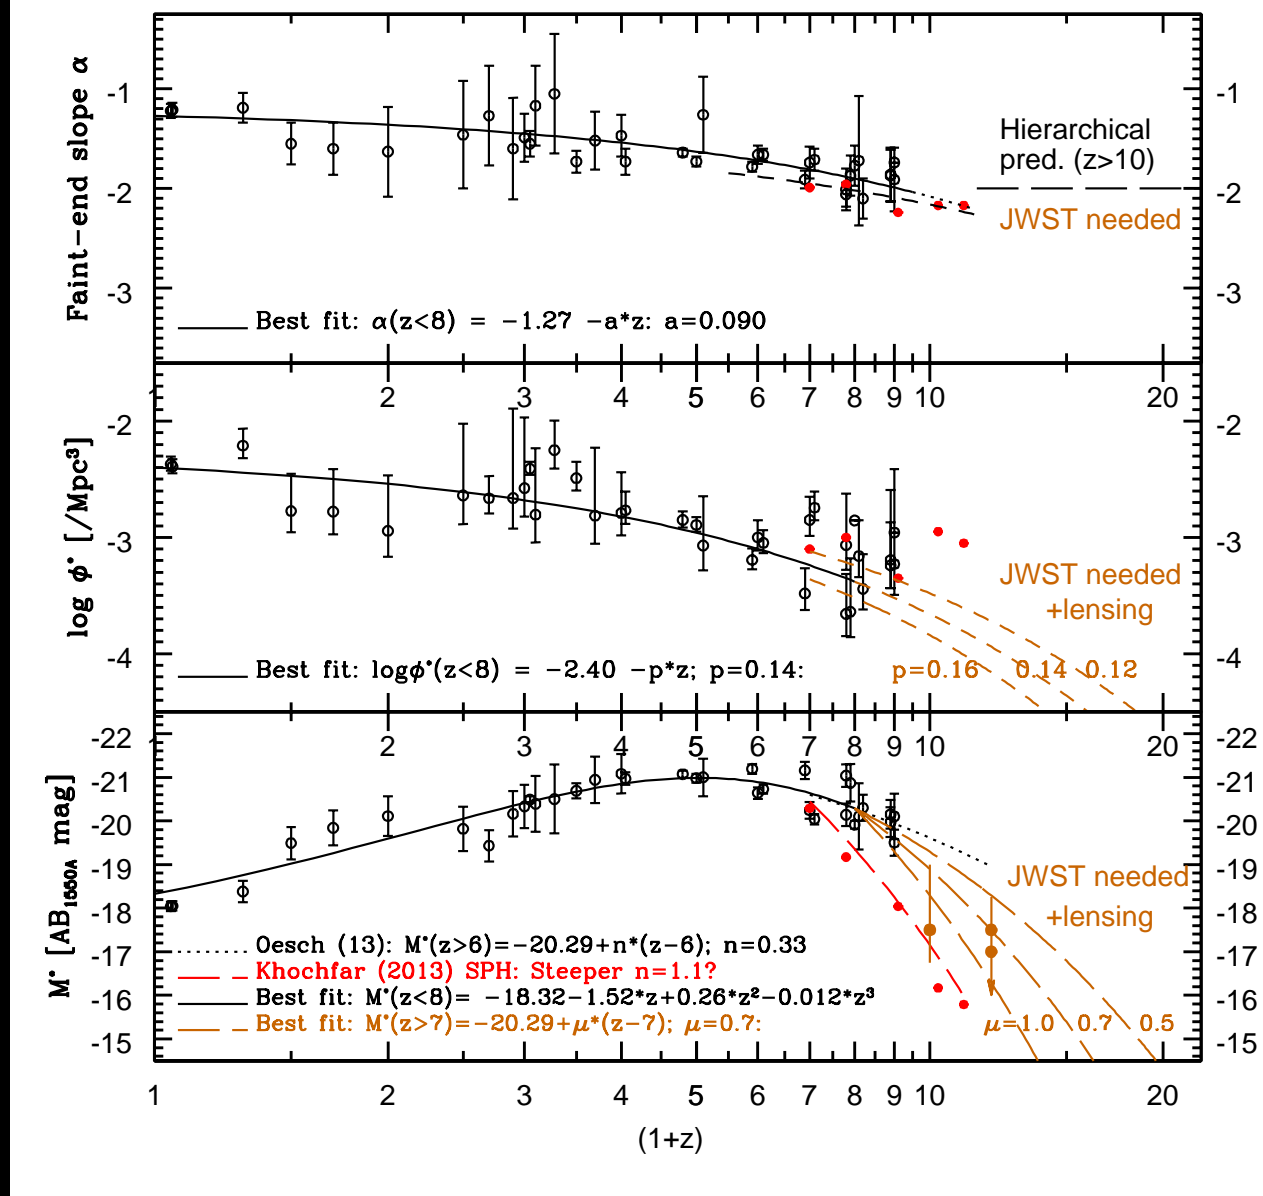 Faint-end slope α
-1
-2
-3
-1
-2
-3
Hierarchical
pred. (z>10)
JWST needed
Best fit: α(z<8) = -1.27 -a*z: a=0.090
1 2 3 4 5 6 7 8 9 10 20
log ϕ* [/Mpc³]
-2
-3
-4
-2
-3
-4
JWST needed
+lensing
Best fit: logϕ*(z<8) = -2.40 -p*z; p=0.14: p=0.16 0.14 0.12
1 2 3 4 5 6 7 8 9 10 20
M* [AB₁₅₅₀A mag]
-22
-21
-20
-19
-18
-17
-16
-15
-22
-21
-20
-19
-18
-17
-16
-15
JWST needed
+lensing
Oesch (13): M*(z>6)=-20.29+n*(z-6); n=0.33
Khochfar (2013) SPH: Steeper n=1.1?
Best fit: M*(z<8)= -18.32-1.52*z+0.26*z²-0.012*z³
Best fit: M*(z>7)=-20.29+μ*(z-7); μ=0.7: μ=1.0 0.7 0.5
1 2 3 4 5 6 7 8 9 10 20
(1+z)